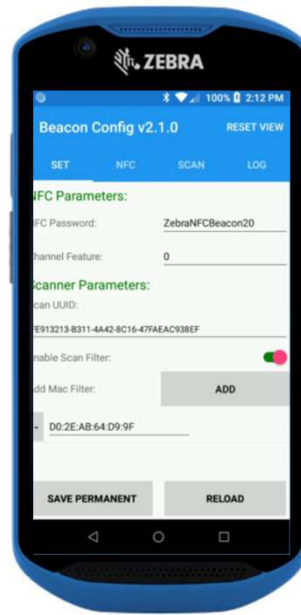 ZEBRA
100% 2:12 PM
Beacon Config v2.1.0 RESET VIEW
SET NFC SCAN LOG
NFC Parameters:
NFC Password: ZebraNFCBeacon20
Channel Feature: 0
Scanner Parameters:
Scan UUID:
FE913213-B311-4A42-8C16-47FAEAC938EF
Enable Scan Filter:
Add Mac Filter: ADD
- D0:2E:AB:64:D9:9F
SAVE PERMANENT RELOAD